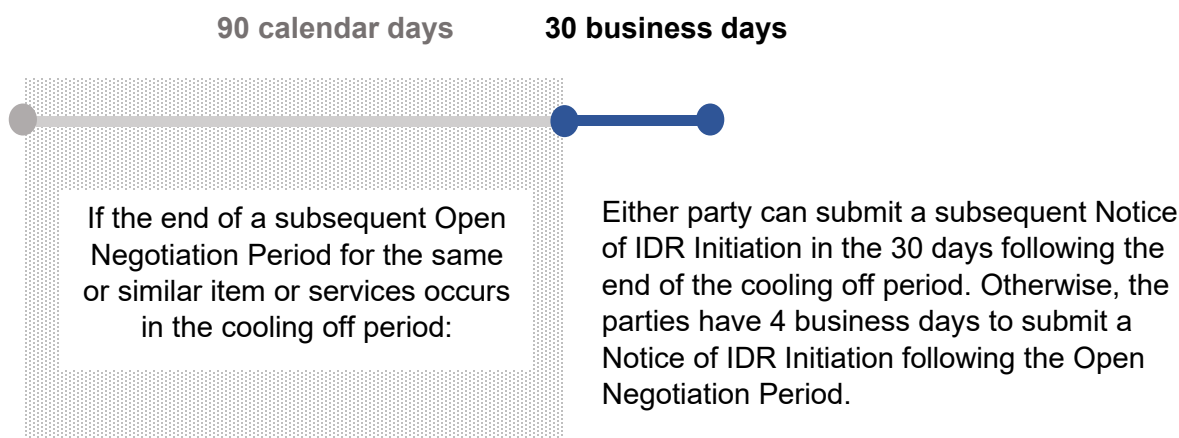 90 calendar days
30 business days
If the end of a subsequent Open
Negotiation Period for the same
or similar item or services occurs
in the cooling off period:
Either party can submit a subsequent Notice
of IDR Initiation in the 30 days following the
end of the cooling off period. Otherwise, the
parties have 4 business days to submit a
Notice of IDR Initiation following the Open
Negotiation Period.